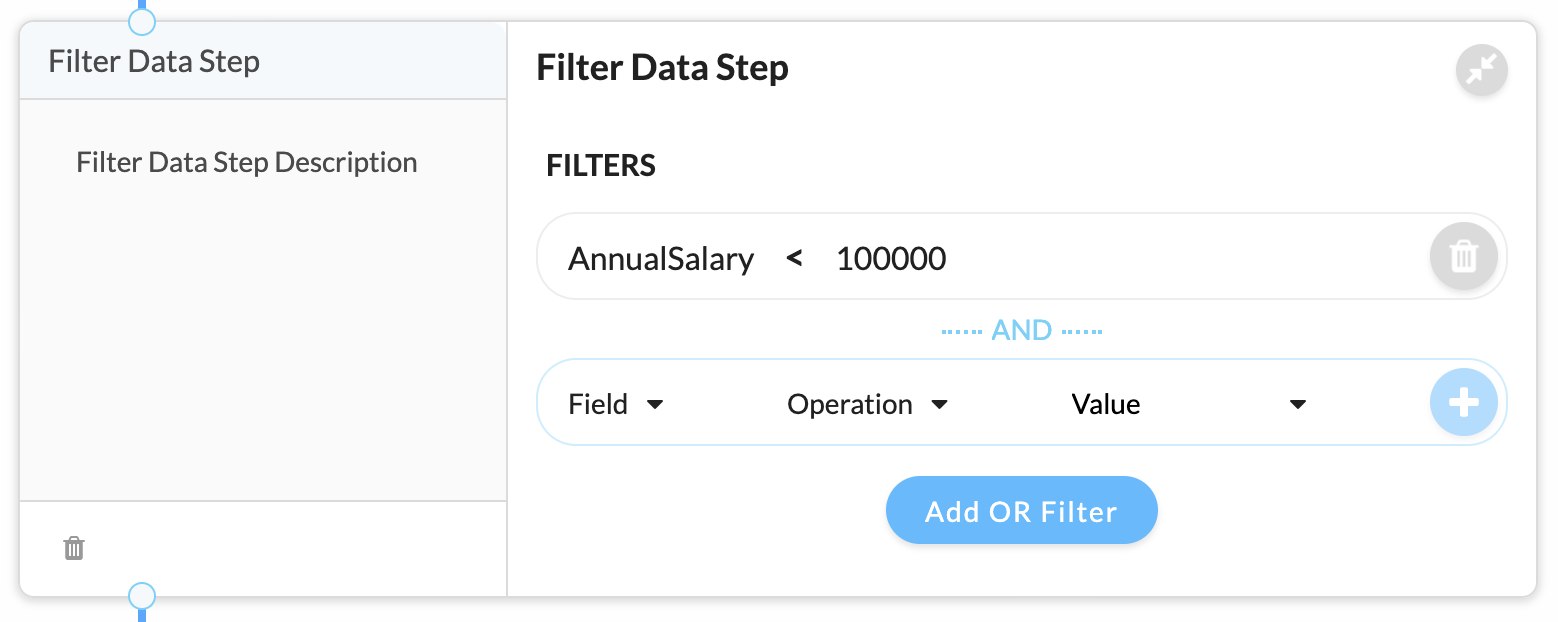 Filter Data Step
Filter Data Step Description
Filter Data Step
FILTERS
AnnualSalary < 100000
AND
Field Operation Value
Add OR Filter